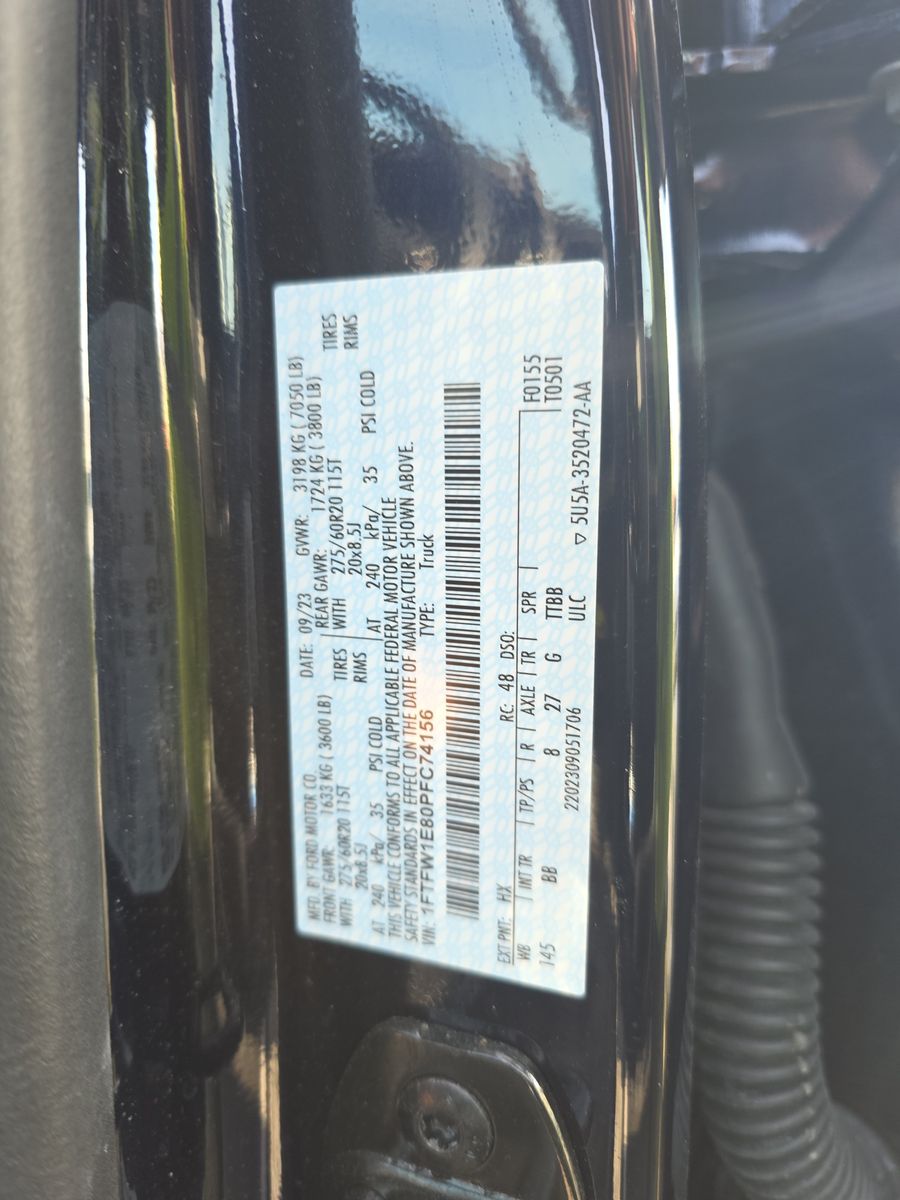 MFD. BY FORD MOTOR CO. DATE: 09/23 GVWR: 3198 KG ( 7050 LB)
FRONT GAWR: 1633 KG ( 3600 LB) REAR GAWR: 1724 KG ( 3800 LB)
WITH 275/60R20 115T TIRES WITH 275/60R20 115T TIRES
20x8.5J RIMS 20x8.5J RIMS
AT 240 kPa/ 35 PSI COLD AT 240 kPa/ 35 PSI COLD
THIS VEHICLE CONFORMS TO ALL APPLICABLE FEDERAL MOTOR VEHICLE
SAFETY STANDARDS IN EFFECT ON THE DATE OF MANUFACTURE SHOWN ABOVE.
VIN: 1FTFW1E80PFC74156 TYPE: Truck
EXT PNT: HX RC: 48 DSO: F0155
WB INT TR TP/PS R AXLE TR SPR T0501
145 BB 8 27 G TTBB
2202309051706 ULC ▽ 5U5A-3520472-AA